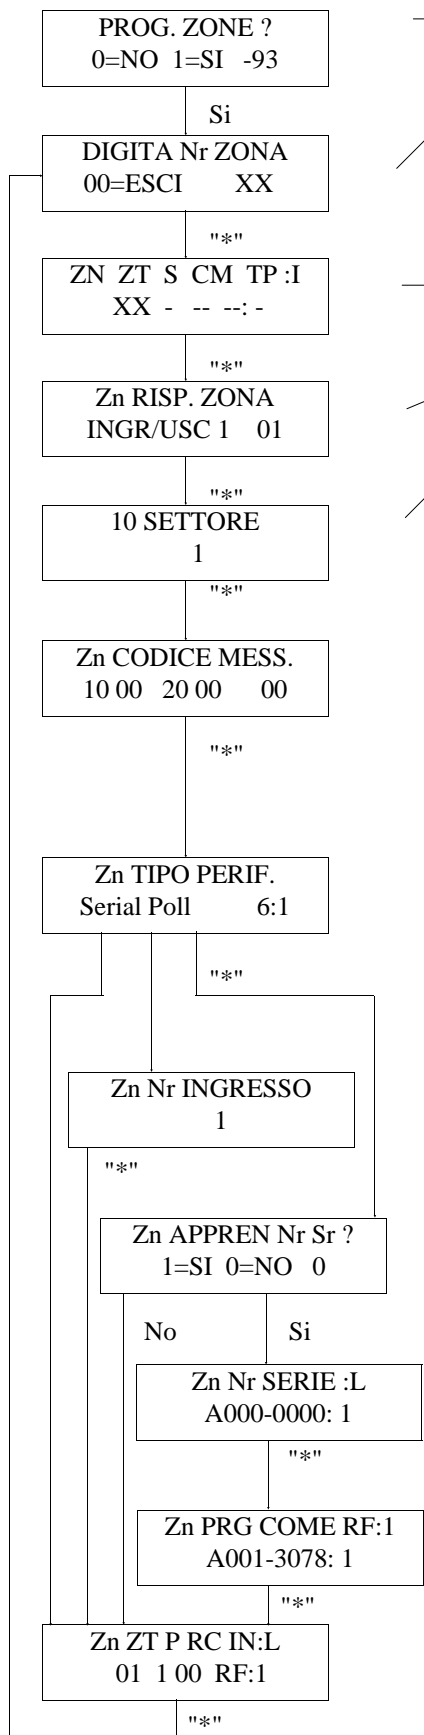 PROG. ZONE ?
0=NO 1=SI -93
Si
DIGITA Nr ZONA
00=ESCI XX
"*"
ZN ZT S CM TP :I
XX - -- --: -
"*"
Zn RISP. ZONA
INGR/USC 1 01
"*"
10 SETTORE
1
"*"
Zn CODICE MESS.
10 00 20 00 00
"*"
Zn TIPO PERIF.
Serial Poll 6:1
"*"
Zn Nr INGRESSO
1
"*"
Zn APPREN Nr Sr ?
1=SI 0=NO 0
No Si
Zn Nr SERIE :L
A000-0000: 1
"*"
Zn PRG COME RF:1
A001-3078: 1
"*"
Zn ZT P RC IN:L
01 1 00 RF:1
"*"